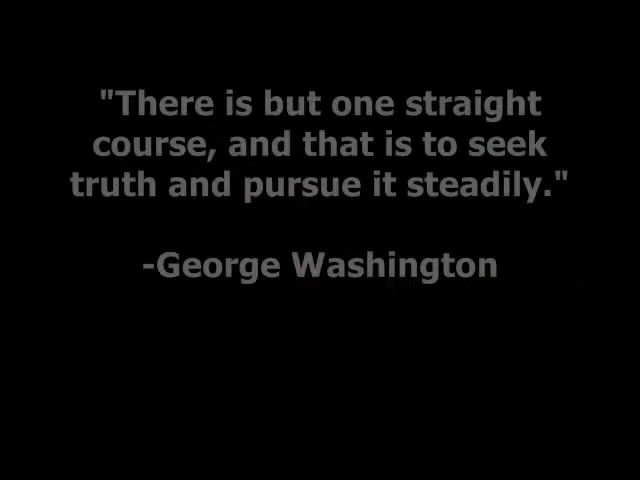 "There is but one straight
course, and that is to seek
truth and pursue it steadily."
-George Washington